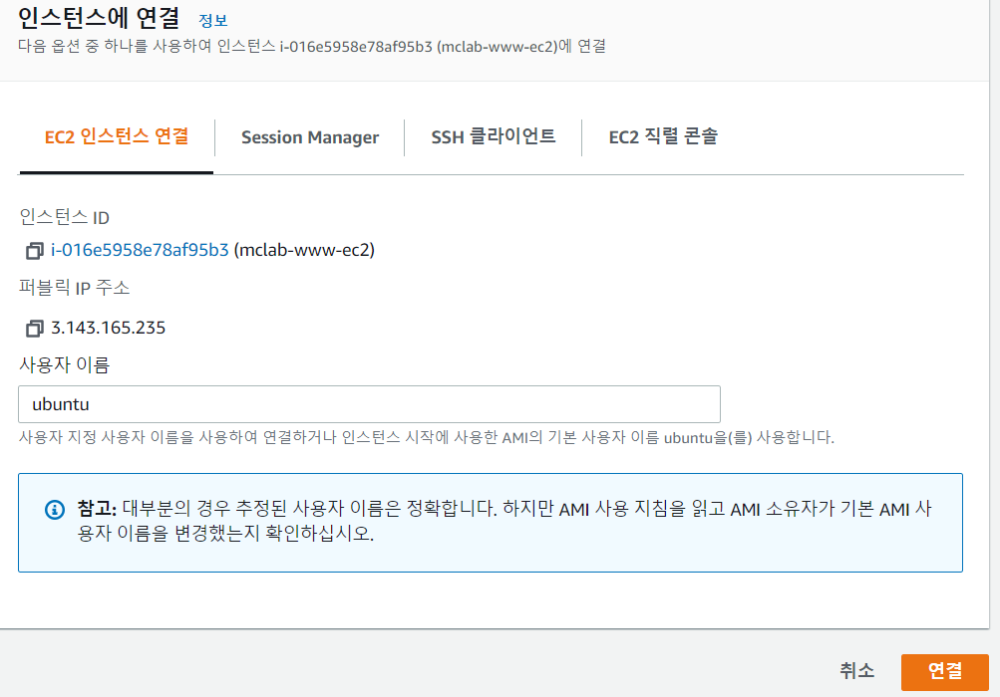 인스턴스에 연결 정보
다음 옵션 중 하나를 사용하여 인스턴스 i-016e5958e78af95b3 (mclab-www-ec2)에 연결
EC2 인스턴스 연결 Session Manager SSH 클라이언트 EC2 직렬 콘솔
인스턴스 ID
i-016e5958e78af95b3 (mclab-www-ec2)
퍼블릭 IP 주소
3.143.165.235
사용자 이름
ubuntu
사용자 지정 사용자 이름을 사용하여 연결하거나 인스턴스 시작에 사용한 AMI의 기본 사용자 이름 ubuntu을(를) 사용합니다.
참고: 대부분의 경우 추정된 사용자 이름은 정확합니다. 하지만 AMI 사용 지침을 읽고 AMI 소유자가 기본 AMI 사
용자 이름을 변경했는지 확인하십시오.
취소 연결